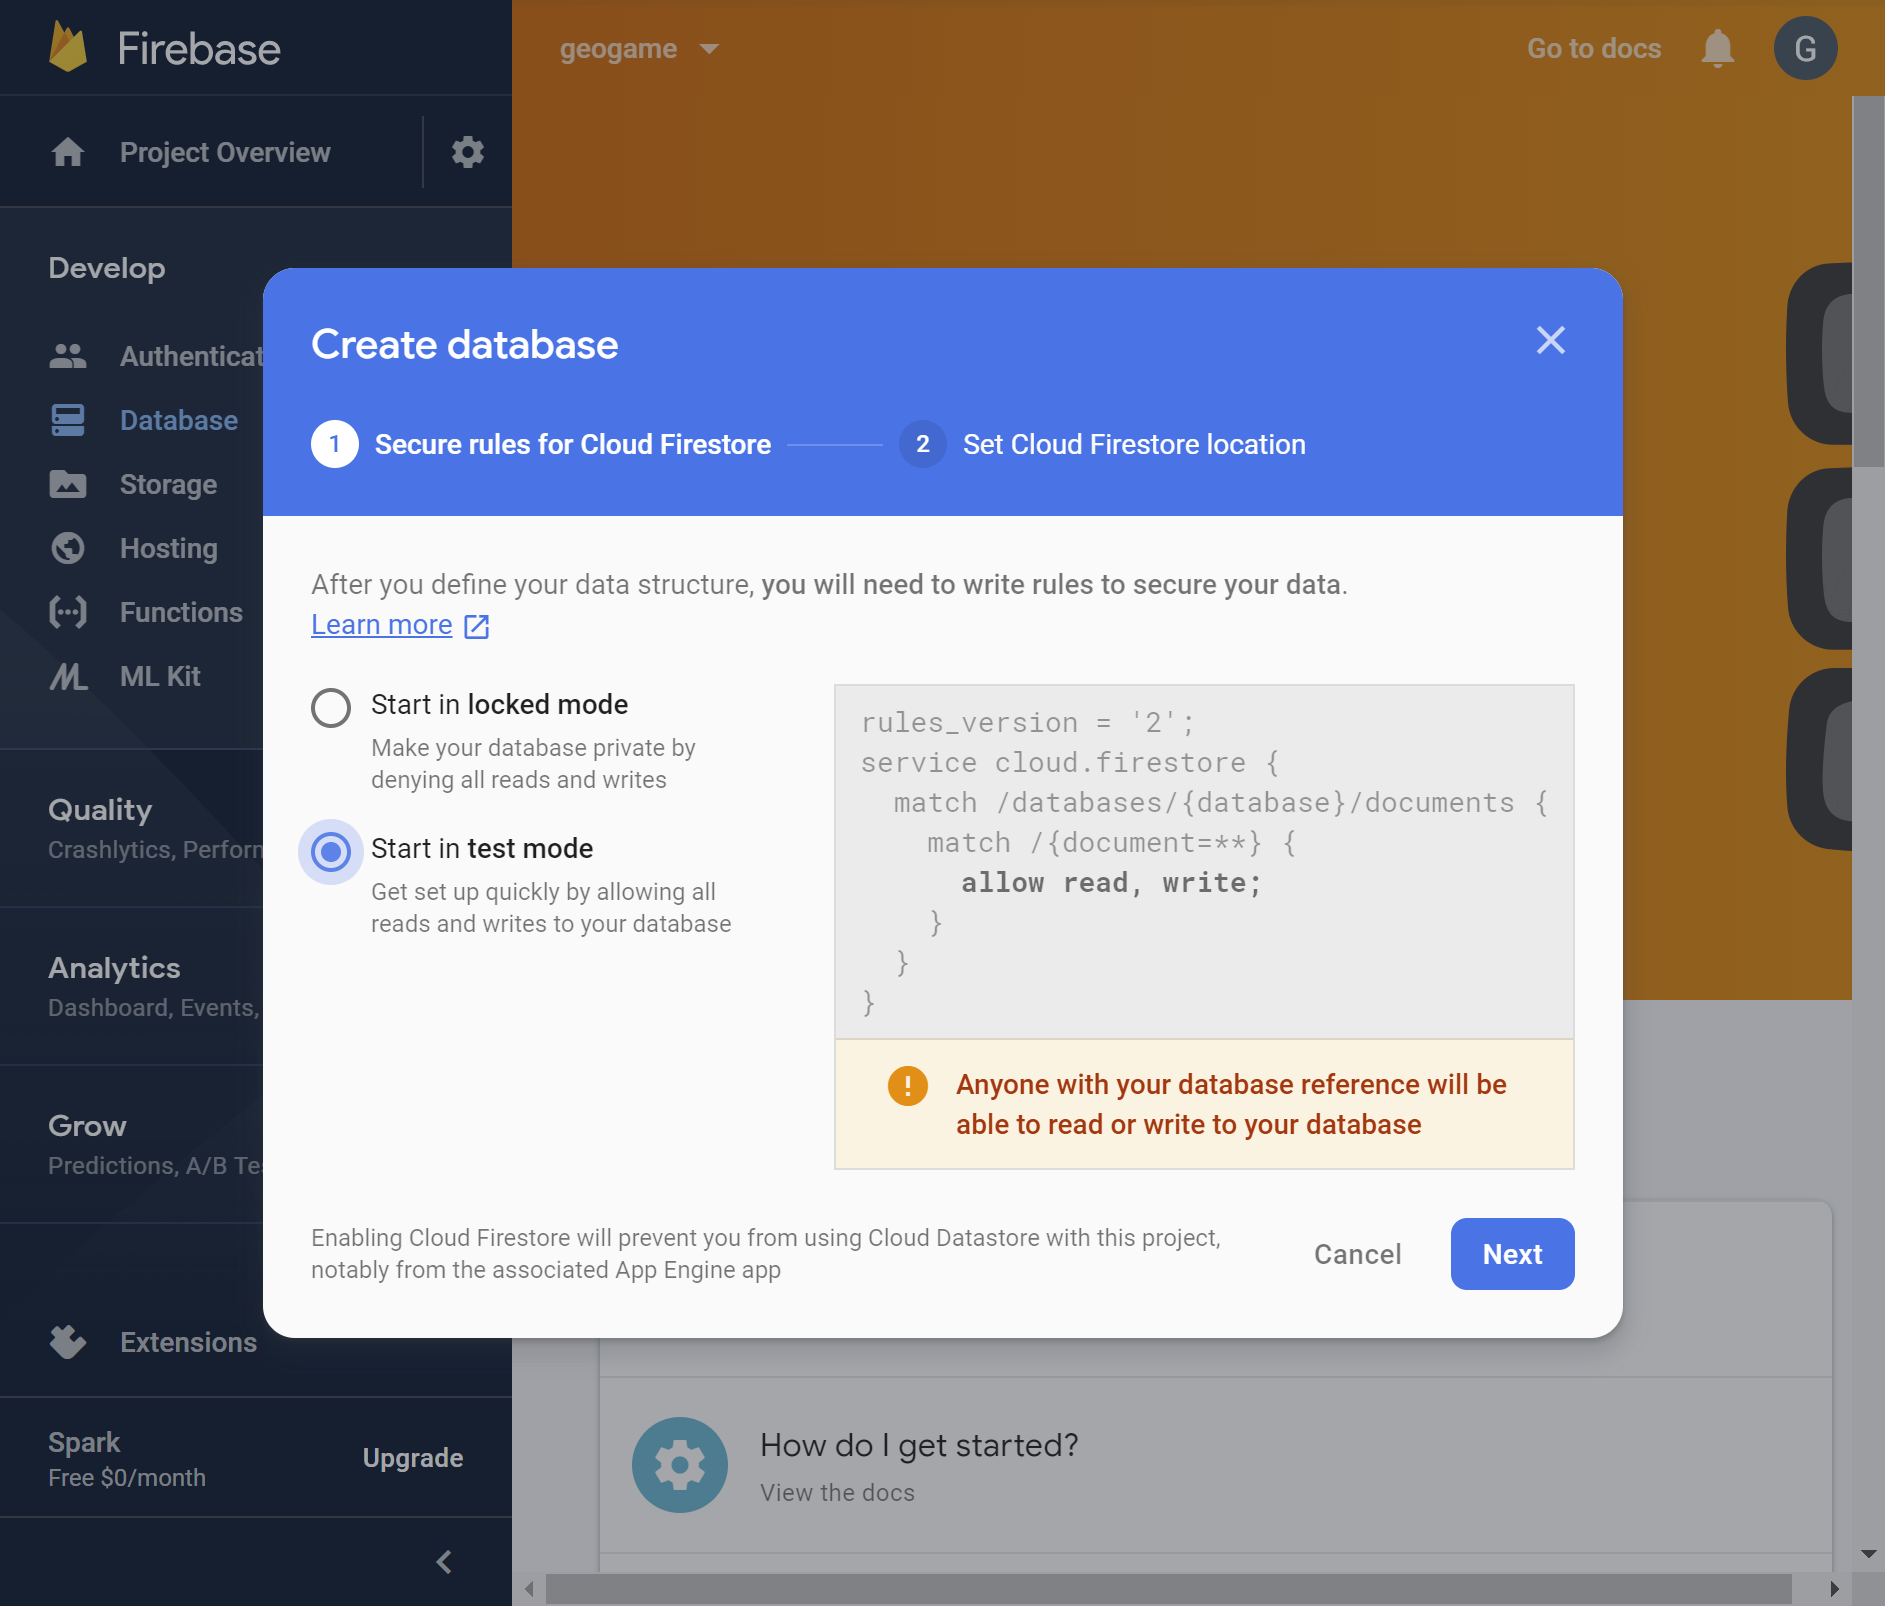 Firebase
geogame
Go to docs
G
Project Overview
Develop
Authenticat
Database
Storage
Hosting
Functions
ML Kit
Quality
Crashlytics, Perforn
Analytics
Dashboard, Events,
Grow
Predictions, A/B Te
Extensions
Spark
Free $0/month
Upgrade
Create database
1 Secure rules for Cloud Firestore
2 Set Cloud Firestore location
After you define your data structure, you will need to write rules to secure your data.
Learn more
Start in locked mode
Make your database private by
denying all reads and writes
Start in test mode
Get set up quickly by allowing all
reads and writes to your database
rules_version = '2';
service cloud.firestore {
match /databases/{database}/documents {
match /{document=**} {
allow read, write;
}
}
}
! Anyone with your database reference will be
able to read or write to your database
Enabling Cloud Firestore will prevent you from using Cloud Datastore with this project,
notably from the associated App Engine app
Cancel
Next
How do I get started?
View the docs